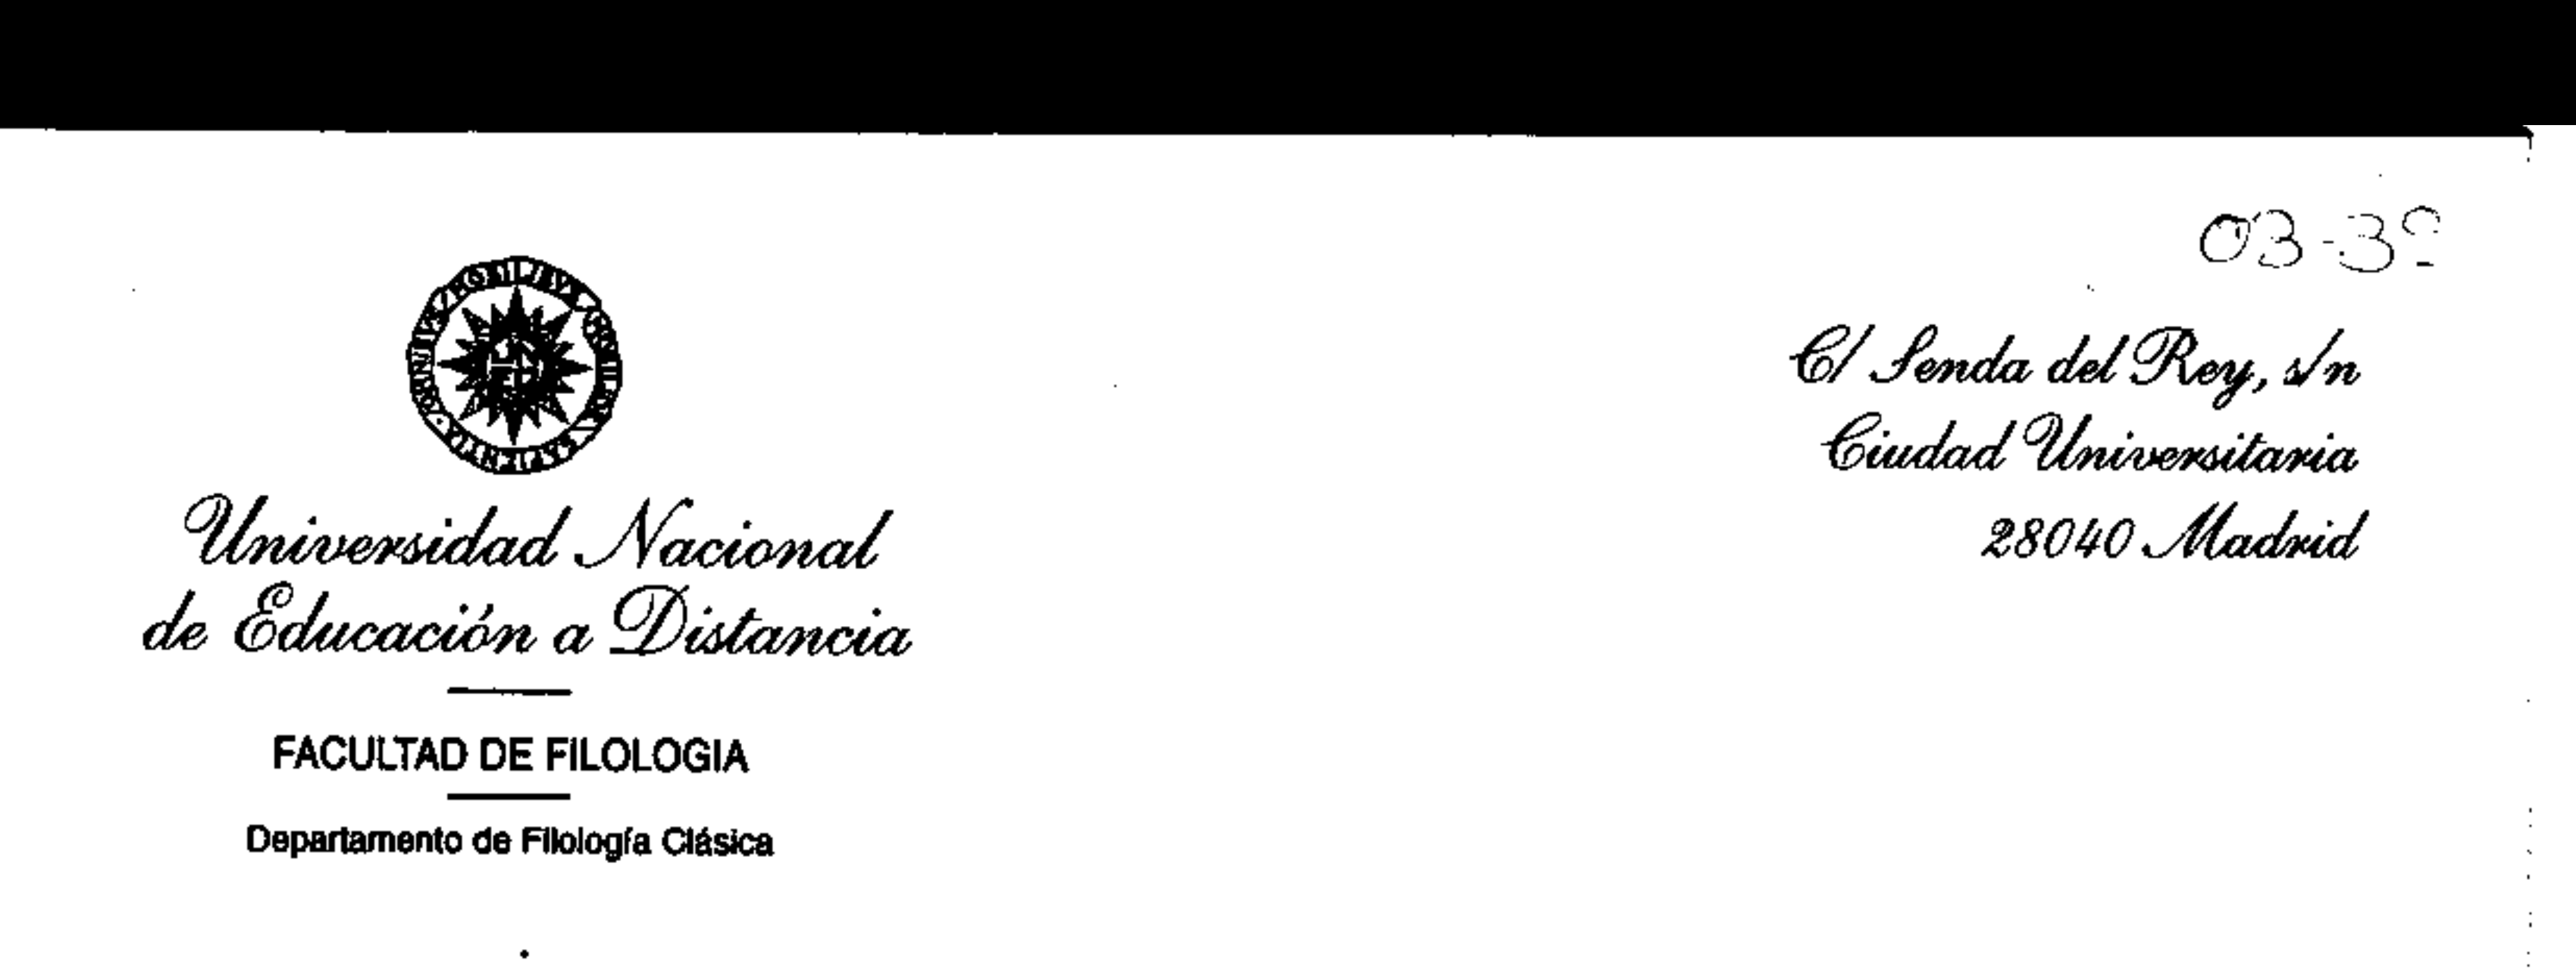 03-3º
C/ Senda del Rey, s/n
Ciudad Universitaria
28040 Madrid
Universidad Nacional
de Educación a Distancia
FACULTAD DE FILOLOGIA
Departamento de Filología Clásica